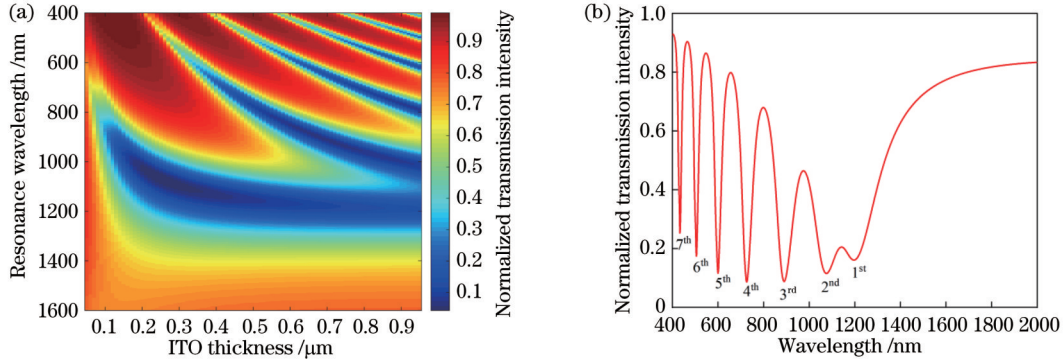 (a)
400
600
800
1000
1200
1400
1600
Resonance wavelength /nm
0.1 0.2 0.3 0.4 0.5 0.6 0.7 0.8 0.9
ITO thickness /μm
0.9
0.8
0.7
0.6
0.5
0.4
0.3
0.2
0.1
Normalized transmission intensity
(b)
Normalized transmission intensity
1.0
0.8
0.6
0.4
0.2
0
7th
6th
5th
4th
3rd
2nd
1st
400 600 800 1000 1200 1400 1600 1800 2000
Wavelength /nm